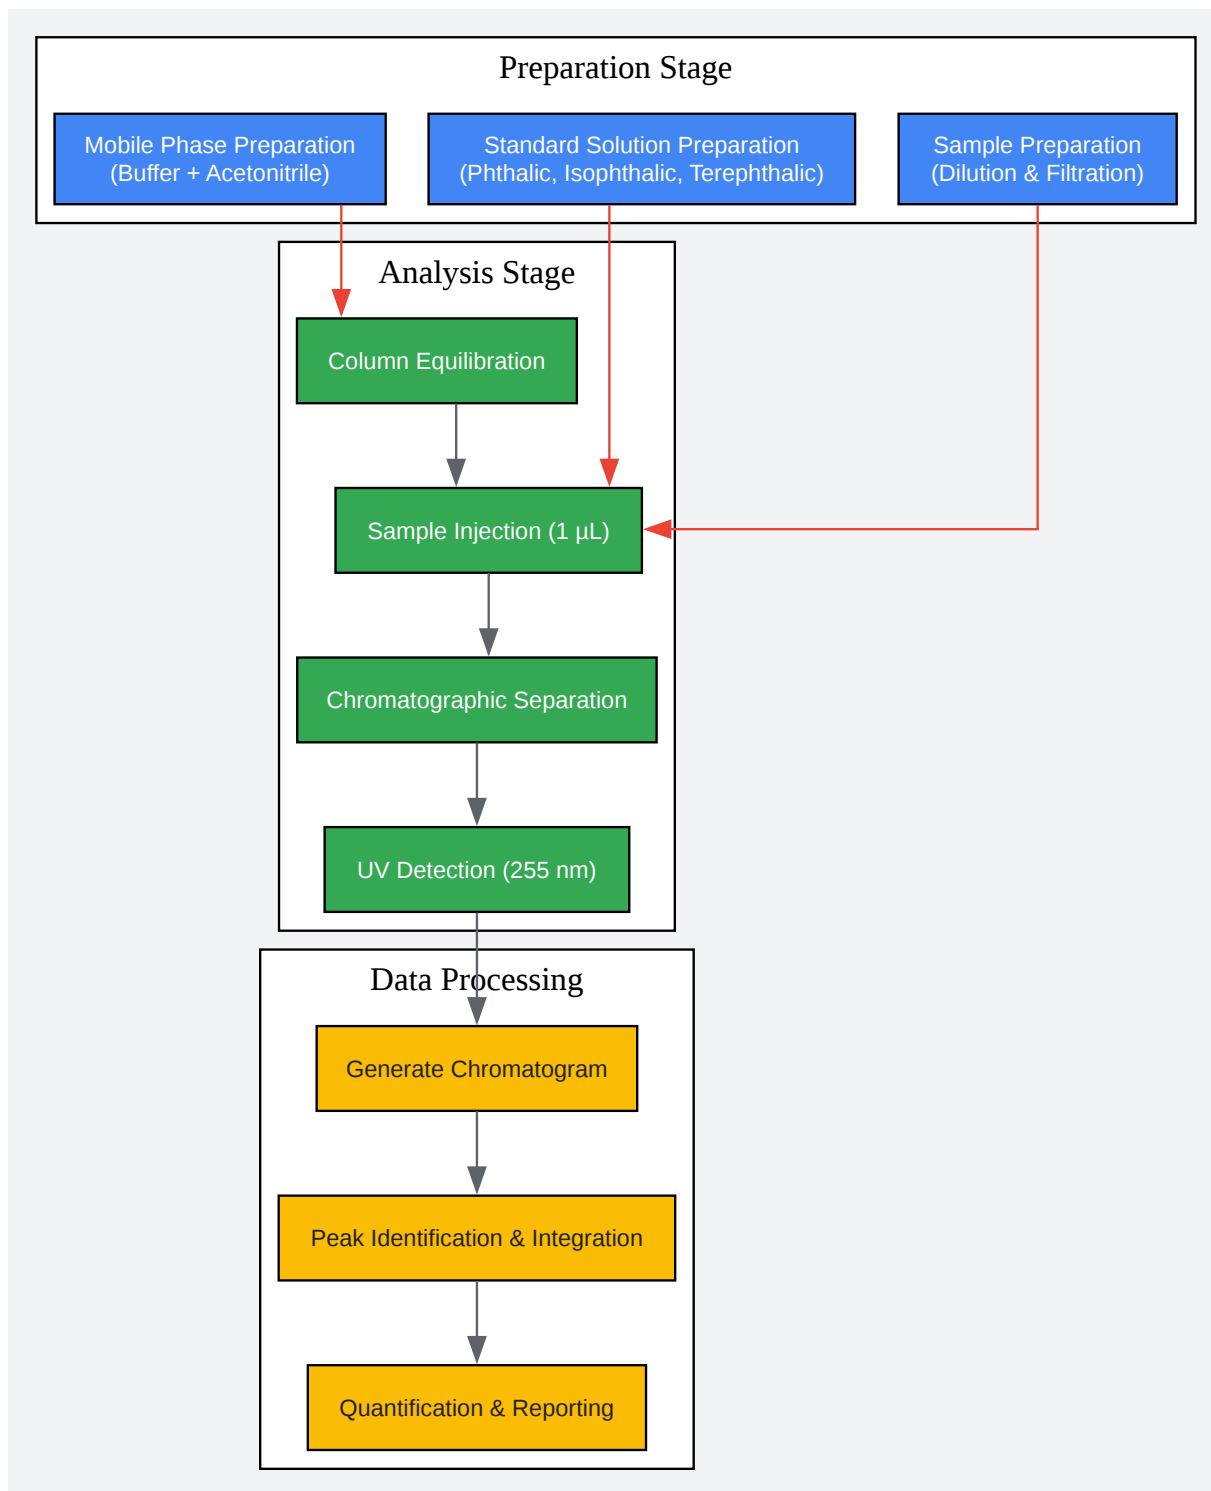 Preparation Stage
Mobile Phase Preparation
(Buffer + Acetonitrile)
Standard Solution Preparation
(Phthalic, Isophthalic, Terephthalic)
Sample Preparation
(Dilution & Filtration)
Analysis Stage
Column Equilibration
Sample Injection (1 µL)
Chromatographic Separation
UV Detection (255 nm)
Data Processing
Generate Chromatogram
Peak Identification & Integration
Quantification & Reporting